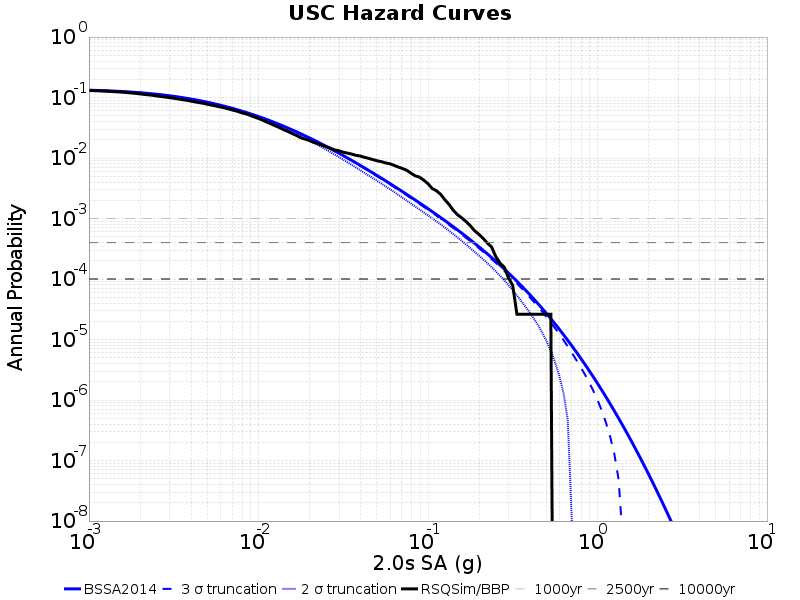 USC Hazard Curves
10^0
10^-1
10^-2
10^-3
10^-4
10^-5
10^-6
10^-7
10^-8
Annual Probability
10^-3 10^-2 10^-1 10^0 10^1
2.0s SA (g)
BSSA2014 3 σ truncation 2 σ truncation RSQSim/BBP 1000yr 2500yr 10000yr